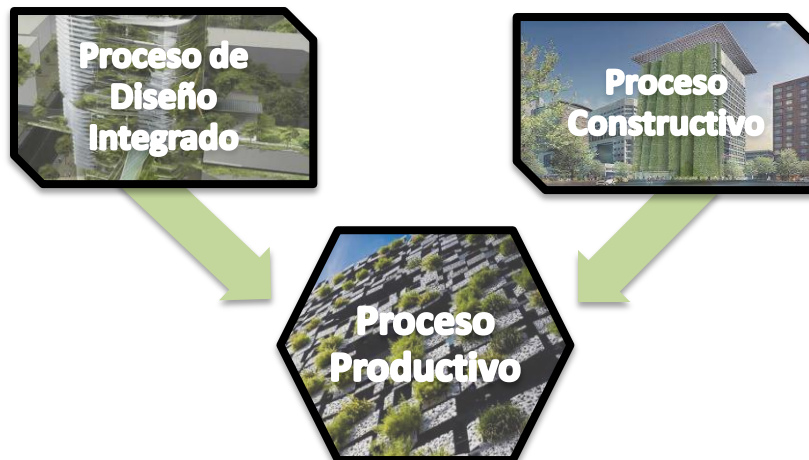 Proceso de
Diseño
Integrado
Proceso
Constructivo
Proceso
Productivo